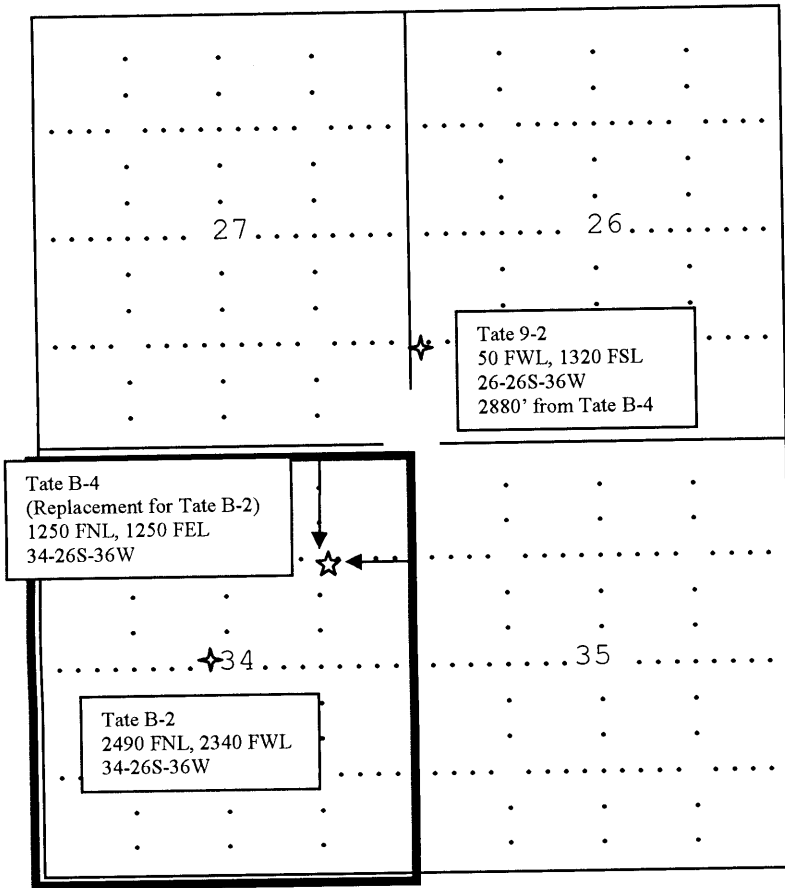 27
26
Tate 9-2
50 FWL, 1320 FSL
26-26S-36W
2880' from Tate B-4
Tate B-4
(Replacement for Tate B-2)
1250 FNL, 1250 FEL
34-26S-36W
34
35
Tate B-2
2490 FNL, 2340 FWL
34-26S-36W